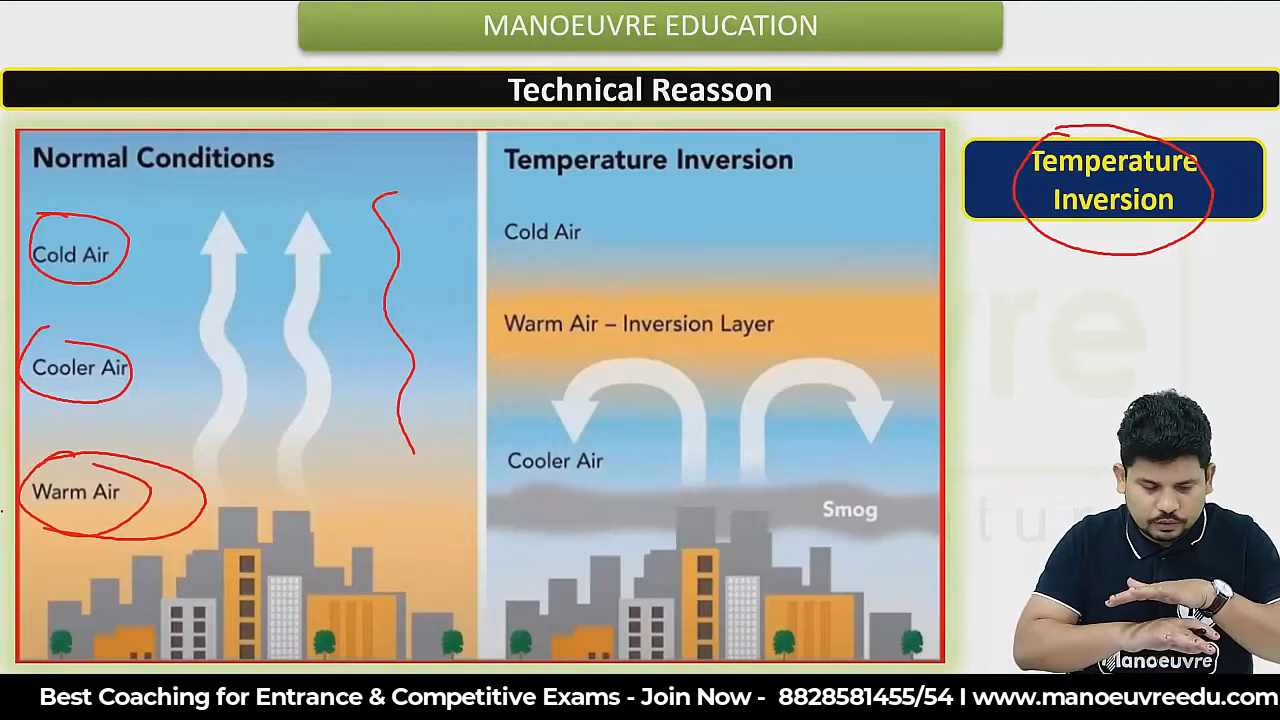 MANOEUVRE EDUCATION
Technical Reasson
Normal Conditions
Cold Air
Cooler Air
Warm Air
Temperature Inversion
Cold Air
Warm Air – Inversion Layer
Cooler Air
Smog
Temperature
Inversion
Manoeuvre
Best Coaching for Entrance & Competitive Exams - Join Now - 8828581455/54 I www.manoeuvreedu.com